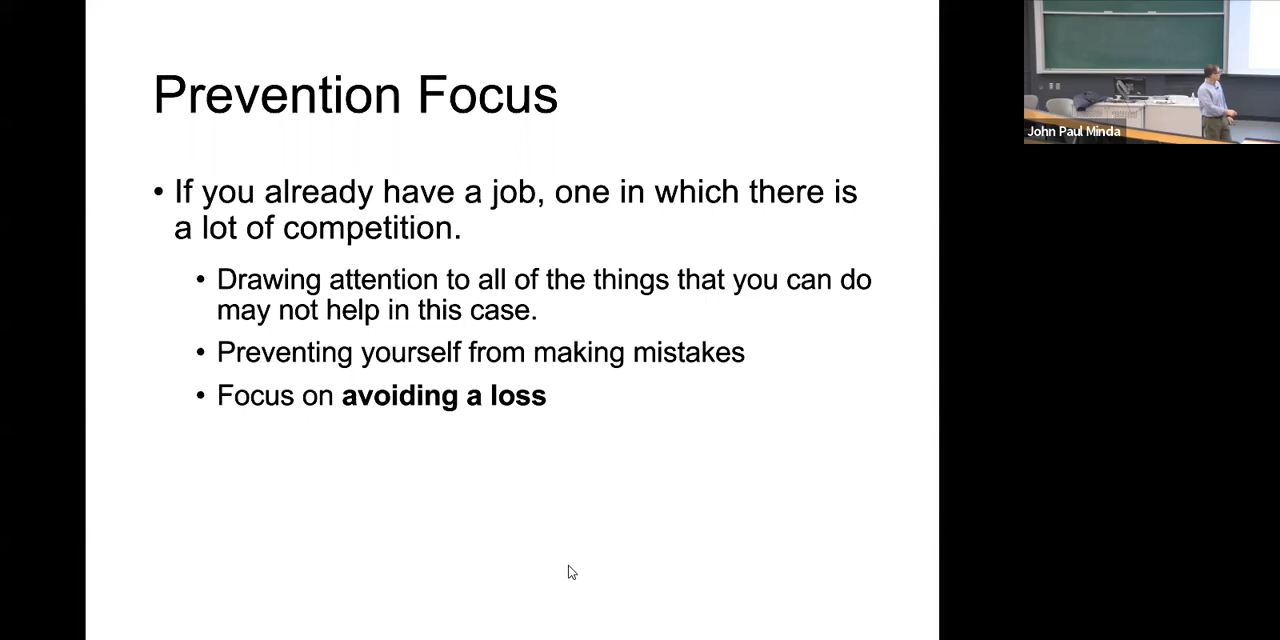 Prevention Focus
• If you already have a job, one in which there is
a lot of competition.
• Drawing attention to all of the things that you can do
may not help in this case.
• Preventing yourself from making mistakes
• Focus on avoiding a loss
John Paul Minda